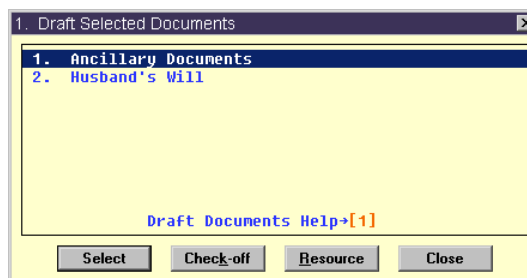 1. Draft Selected Documents
1. Ancillary Documents
2. Husband's Will
Draft Documents Help→[1]
Select Check-off Resource Close